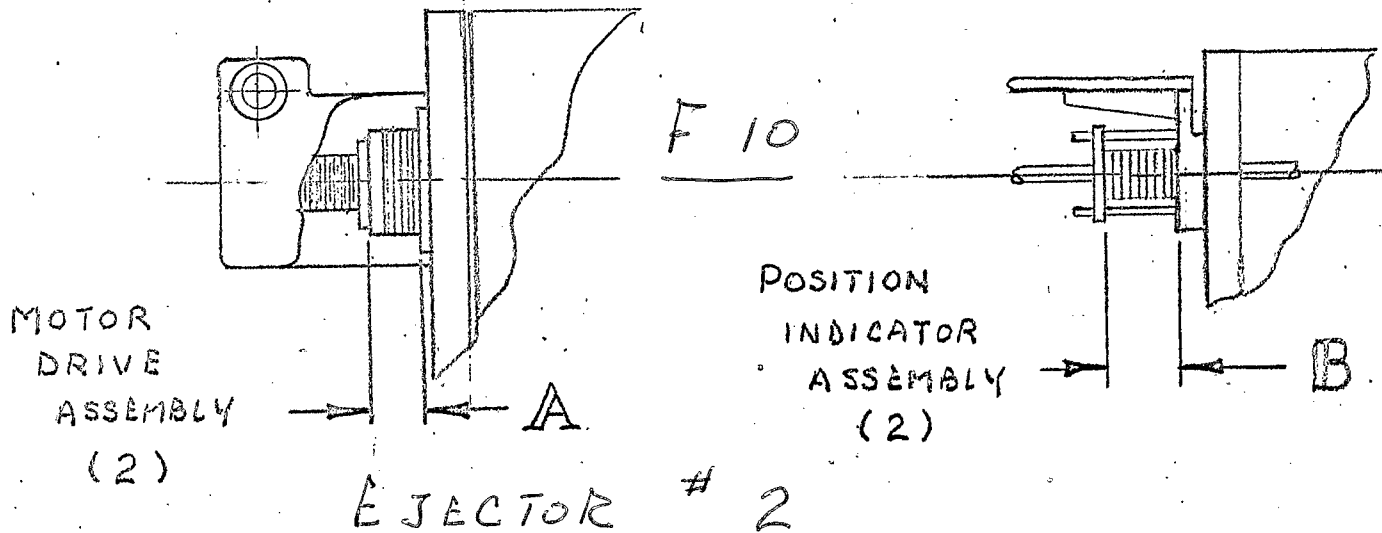 F 10
MOTOR
DRIVE
ASSEMBLY
(2)
A
POSITION
INDICATOR
ASSEMBLY
(2)
B
EJECTOR # 2